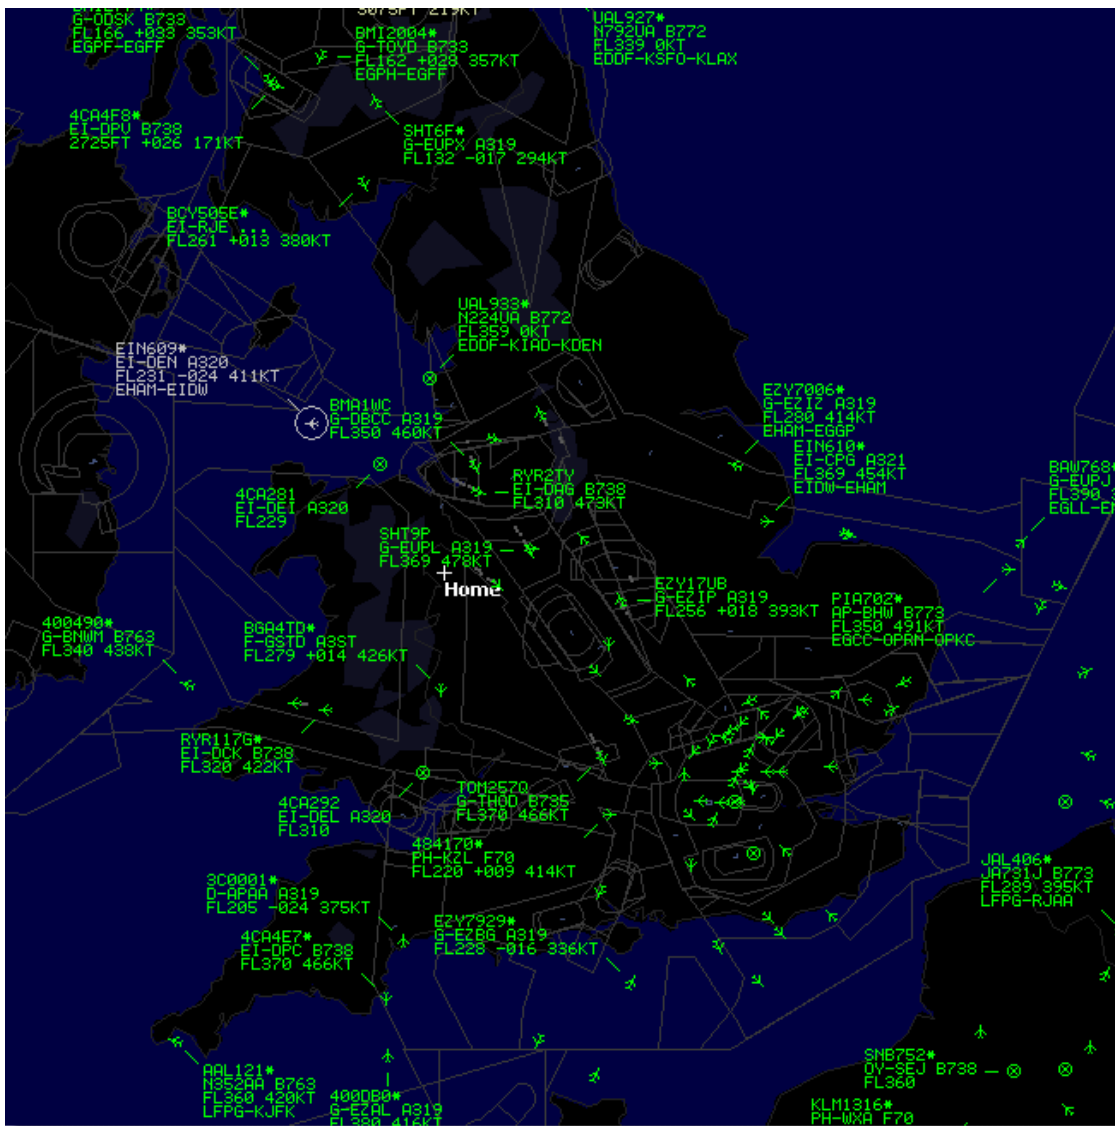 G-ODSK B733
FL166 +033 353KT
EGPF-EGFF
BMI2004*
G-TOYD B733
FL162 +028 357KT
EGPH-EGFF
UAL927*
N792UA B772
FL339 0KT
EDDF-KSFO-KLAX
4CA4F8*
EI-DPV B738
2725FT +026 171KT
SHT6F*
G-EUPX A319
FL132 -017 294KT
BCY505E*
EI-RJE ...
FL261 +013 380KT
UAL933*
N224UA B772
FL359 0KT
EDDF-KIAD-KDEN
EIN609*
EI-DEN A320
FL231 -024 411KT
EHAM-EIDW
BMA1WC
G-DBCC A319
FL350 460KT
EZY7006*
G-EZIZ A319
FL280 414KT
EHAM-EGGP
EIN610*
EI-CPG A321
FL369 454KT
EIDW-EHAM
4CA281
EI-DEI A320
FL229
RYR2TY
EI-DAG B738
FL310 473KT
BAW768*
G-EUPJ
FL390
SHT9P
G-EUPL A319
FL369 478KT
Home
EZY17UB
G-EZIP A319
FL256 +018 393KT
PIA702*
AP-BHW B773
FL350 491KT
EGCC-OPRN-OPKC
400490*
G-BNWM B763
FL340 438KT
BGA4TD*
F-GSTD A3ST
FL279 +014 426KT
RYR117G*
EI-DCK B738
FL320 422KT
4CA292
EI-DEL A320
FL310
TOM257Q
G-THOD B735
FL370 466KT
484170*
PH-KZL F70
FL220 +009 414KT
3C0001*
D-APAA A319
FL205 -024 375KT
JAL406*
JA731J B773
FL289 395KT
LFPG-RJAA
EZY7929*
G-EZBG A319
FL228 -016 336KT
4CA4E7*
EI-DPC B738
FL370 466KT
AAL121*
N352AA B763
FL360 420KT
LFPG-KJFK
400DB0*
G-EZAL A319
FL380 416KT
SNB752*
OY-SEJ B738
FL360
KLM1316*
PH-WXA F70